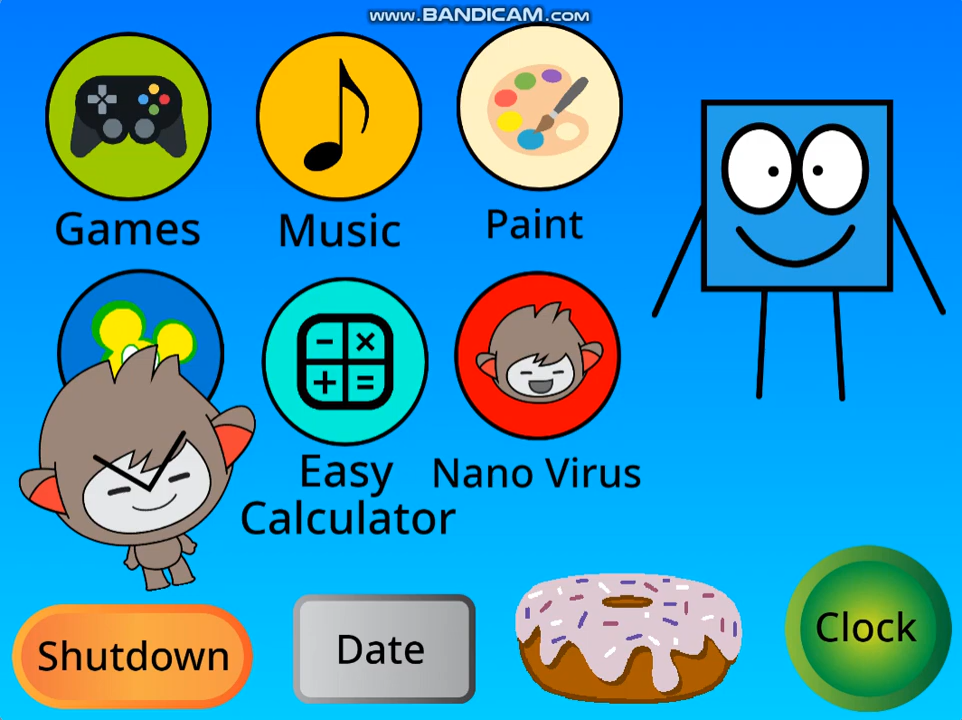 www.BANDICAM.com
Games
Music
Paint
Easy
Calculator
Nano Virus
Shutdown
Date
Clock